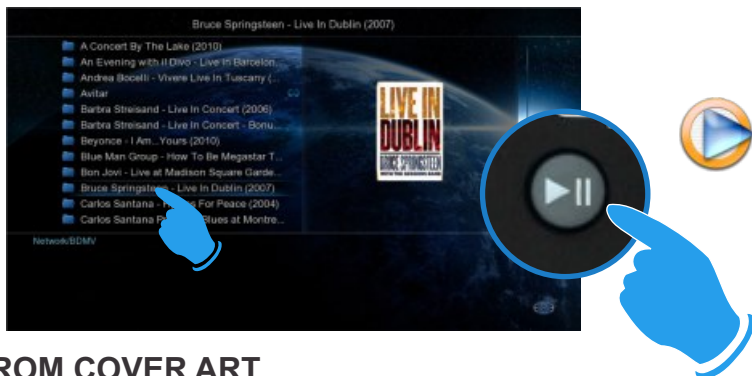 Bruce Springsteen - Live In Dublin (2007)
A Concert By The Lake (2010)
An Evening with il Divo - Live In Barcelon...
Andrea Bocelli - Vivere Live In Tuscany (...
Avitar
Barbra Streisand - Live In Concert (2006)
Barbra Streisand - Live In Concert - Bonu...
Beyonce - I Am...Yours (2010)
Blue Man Group - How To Be Megastar T...
Bon Jovi - Live at Madison Square Garde...
Bruce Springsteen - Live In Dublin (2007)
Carlos Santana - For Peace (2004)
Carlos Santana Blues at Montre...
LIVE IN
DUBLIN
BRUCE SPRINGSTEEN
WITH THE SESSIONS BAND
Network/BDMV
ROM COVER ART